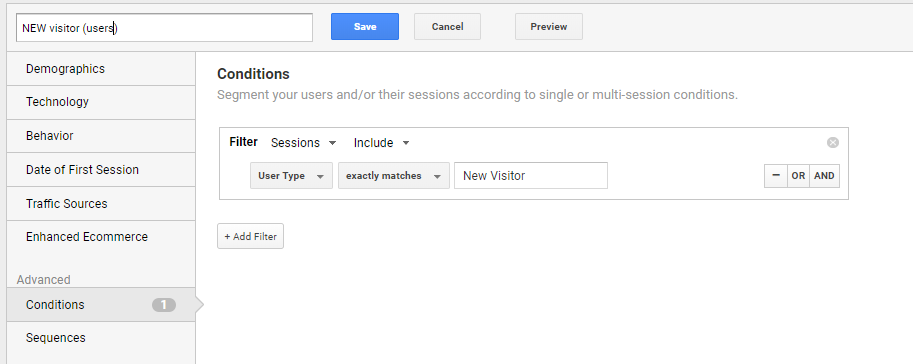 NEW visitor (users)
Save
Cancel
Preview
Demographics
Technology
Behavior
Date of First Session
Traffic Sources
Enhanced Ecommerce
Advanced
Conditions 1
Sequences
Conditions
Segment your users and/or their sessions according to single or multi-session conditions.
Filter Sessions Include
User Type exactly matches New Visitor − OR AND
+ Add Filter